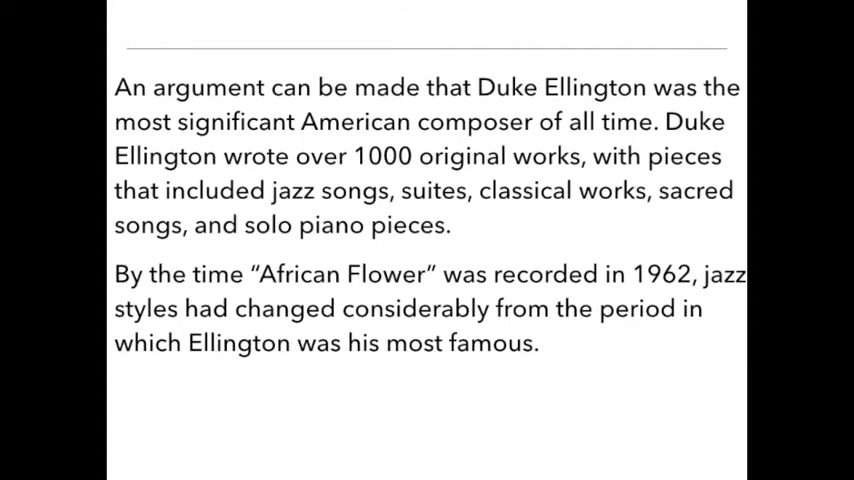 An argument can be made that Duke Ellington was the
most significant American composer of all time. Duke
Ellington wrote over 1000 original works, with pieces
that included jazz songs, suites, classical works, sacred
songs, and solo piano pieces.
By the time “African Flower” was recorded in 1962, jazz
styles had changed considerably from the period in
which Ellington was his most famous.